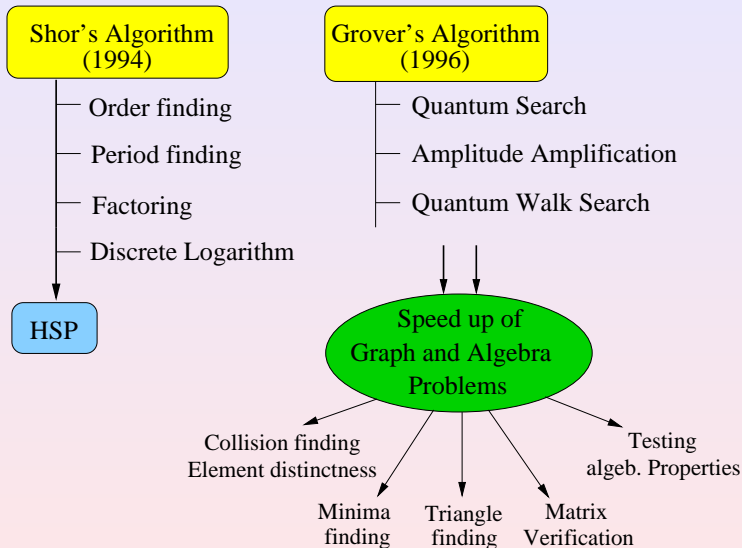 Shor's Algorithm
(1994)
Order finding
Period finding
Factoring
Discrete Logarithm
HSP
Grover's Algorithm
(1996)
Quantum Search
Amplitude Amplification
Quantum Walk Search
Speed up of
Graph and Algebra
Problems
Collision finding
Element distinctness
Minima
finding
Triangle
finding
Matrix
Verification
Testing
algeb. Properties